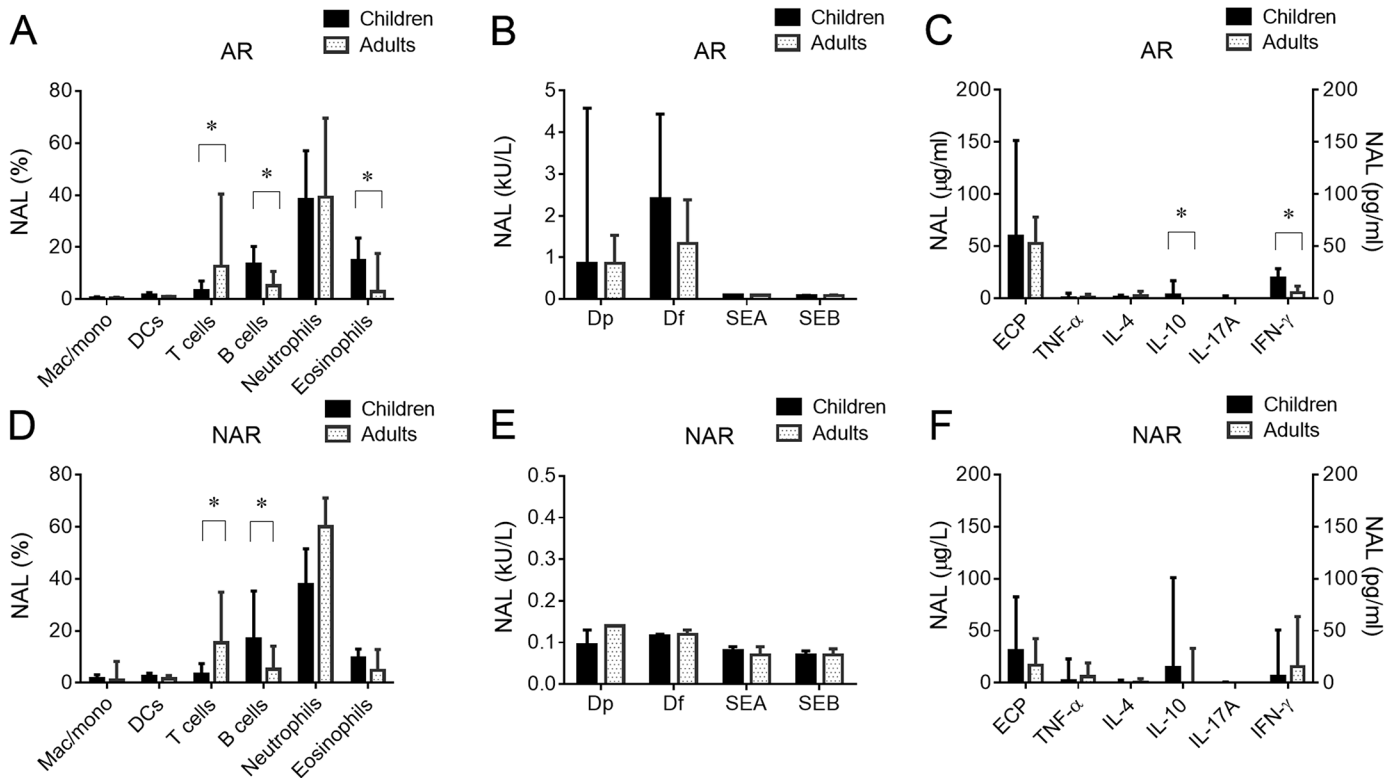 A
AR
Children
Adults
NAL (%)
80
60
40
20
0
*
*
*
Mac/mono
DCs
T cells
B cells
Neutrophils
Eosinophils
B
AR
Children
Adults
NAL (kU/L)
5
4
3
2
1
0
Dp
Df
SEA
SEB
C
AR
Children
Adults
NAL (μg/ml)
200
150
100
50
0
*
*
200
150
100
50
0
NAL (pg/ml)
ECP
TNF-α
IL-4
IL-10
IL-17A
IFN-γ
D
NAR
Children
Adults
NAL (%)
80
60
40
20
0
*
*
Mac/mono
DCs
T cells
B cells
Neutrophils
Eosinophils
E
NAR
Children
Adults
NAL (kU/L)
0.5
0.4
0.3
0.2
0.1
0.0
Dp
Df
SEA
SEB
F
NAR
Children
Adults
NAL (μg/L)
200
150
100
50
0
200
150
100
50
0
NAL (pg/ml)
ECP
TNF-α
IL-4
IL-10
IL-17A
IFN-γ